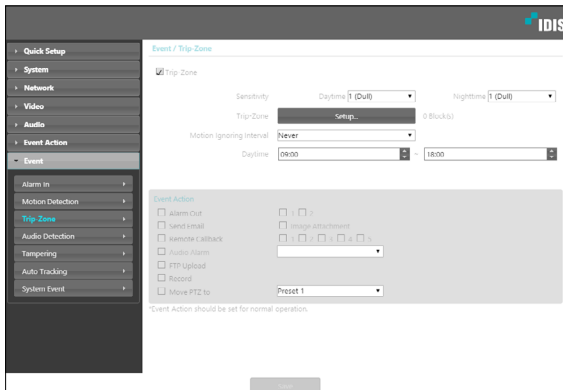 IDIS
Quick Setup
System
Network
Video
Audio
Event Action
Event
Alarm In
Motion Detection
Trip-Zone
Audio Detection
Tampering
Auto Tracking
System Event
Event / Trip-Zone
Trip-Zone
Sensitivity Daytime 1 (Dull) Nighttime 1 (Dull)
Trip-Zone Setup... 0 Block(s)
Motion Ignoring Interval Never
Daytime 09:00 ~ 18:00
Event Action
Alarm Out 1 2
Send Email Image Attachment
Remote Callback 1 2 3 4 5
Audio Alarm
FTP Upload
Record
Move PTZ to Preset 1
*Event Action should be set for normal operation.
Save